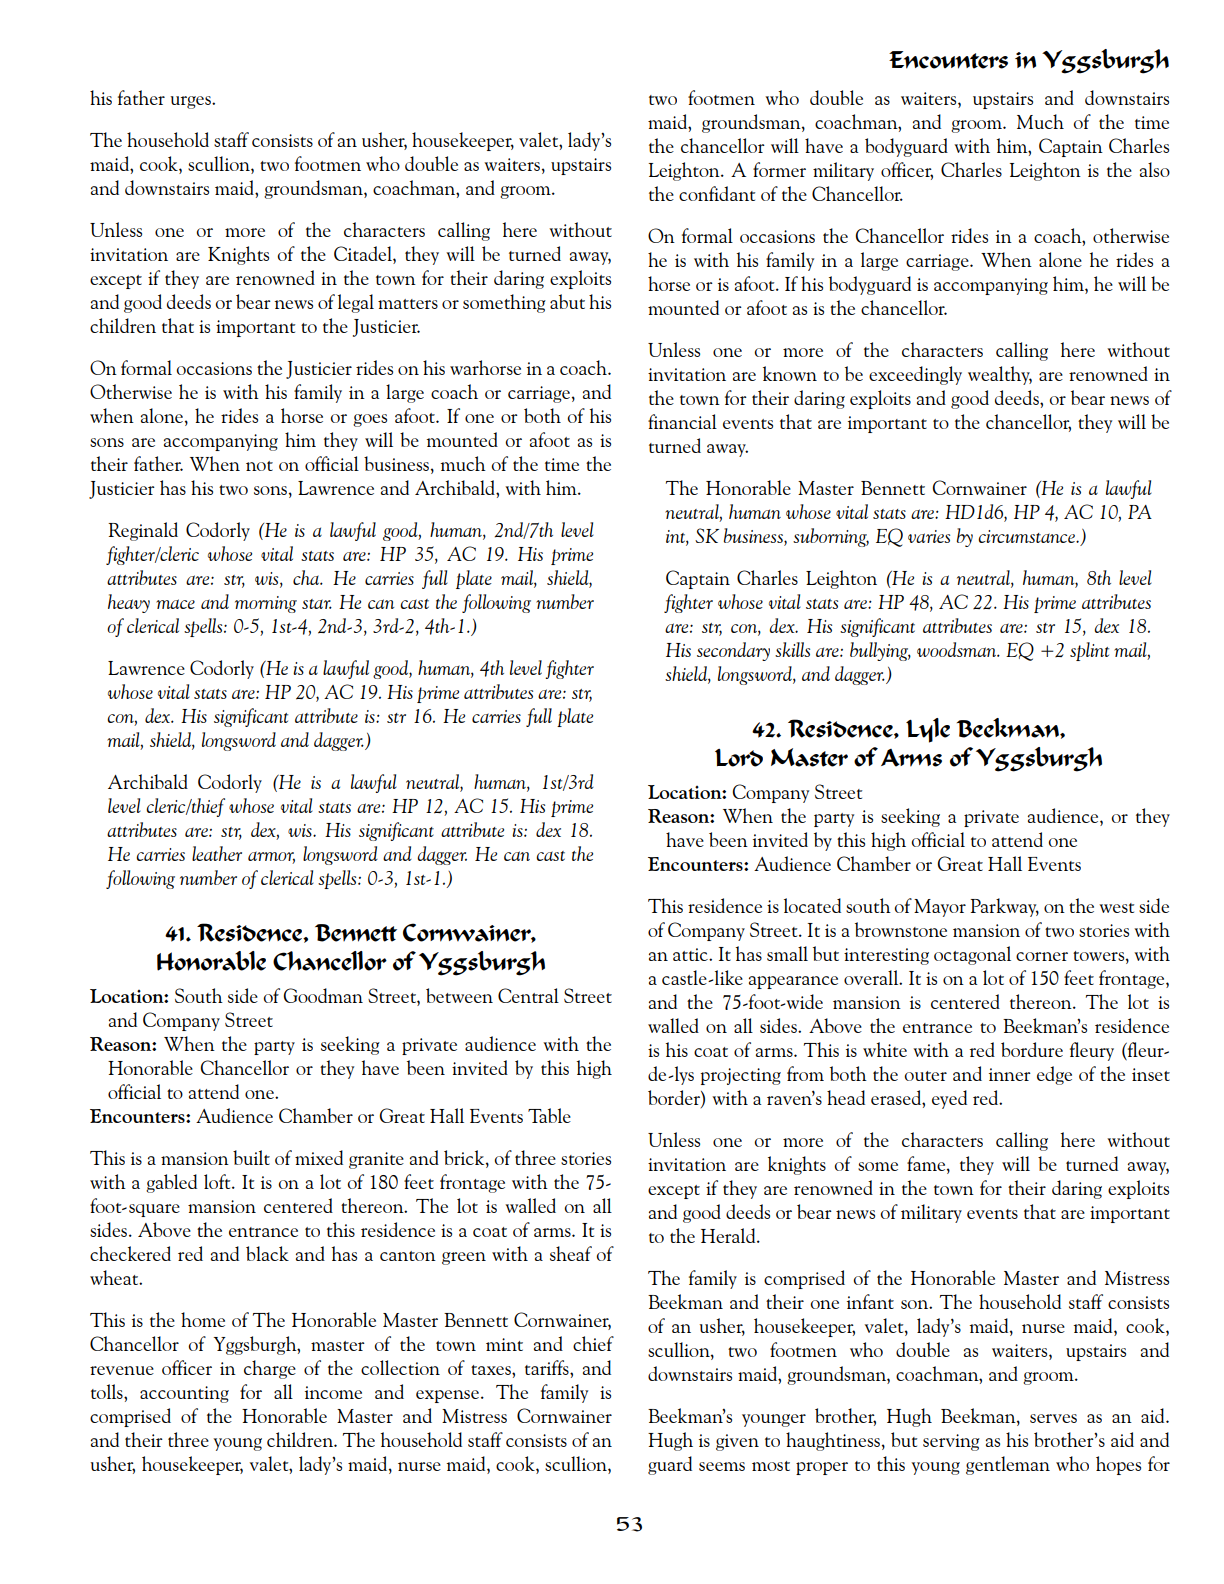 Encounters in Yggsburgh
his father urges.
The household staff consists of an usher, housekeeper, valet, lady's
maid, cook, scullion, two footmen who double as waiters, upstairs
and downstairs maid, groundsman, coachman, and groom.
Unless one or more of the characters calling here without
invitation are Knights of the Citadel, they will be turned away,
except if they are renowned in the town for their daring exploits
and good deeds or bear news of legal matters or something abut his
children that is important to the Justicier.
On formal occasions the Justicier rides on his warhorse in a coach.
Otherwise he is with his family in a large coach or carriage, and
when alone, he rides a horse or goes afoot. If one or both of his
sons are accompanying him they will be mounted or afoot as is
their father. When not on official business, much of the time the
Justicier has his two sons, Lawrence and Archibald, with him.
Reginald Codorly (He is a lawful good, human, 2nd/7th level
fighter/cleric whose vital stats are: HP 35, AC 19. His prime
attributes are: str, wis, cha. He carries full plate mail, shield,
heavy mace and morning star. He can cast the following number
of clerical spells: 0-5, 1st-4, 2nd-3, 3rd-2, 4th-1.)
Lawrence Codorly (He is a lawful good, human, 4th level fighter
whose vital stats are: HP 20, AC 19. His prime attributes are: str,
con, dex. His significant attribute is: str 16. He carries full plate
mail, shield, longsword and dagger.)
Archibald Codorly (He is a lawful neutral, human, 1st/3rd
level cleric/thief whose vital stats are: HP 12, AC 15. His prime
attributes are: str, dex, wis. His significant attribute is: dex 18.
He carries leather armor, longsword and dagger. He can cast the
following number of clerical spells: 0-3, 1st-1.)
41. Residence, Bennett Cornwainer,
Honorable Chancellor of Yggsburgh
Location: South side of Goodman Street, between Central Street
and Company Street
Reason: When the party is seeking a private audience with the
Honorable Chancellor or they have been invited by this high
official to attend one.
Encounters: Audience Chamber or Great Hall Events Table
This is a mansion built of mixed granite and brick, of three stories
with a gabled loft. It is on a lot of 180 feet frontage with the 75-
foot-square mansion centered thereon. The lot is walled on all
sides. Above the entrance to this residence is a coat of arms. It is
checkered red and black and has a canton green with a sheaf of
wheat.
This is the home of The Honorable Master Bennett Cornwainer,
Chancellor of Yggsburgh, master of the town mint and chief
revenue officer in charge of the collection of taxes, tariffs, and
tolls, accounting for all income and expense. The family is
comprised of the Honorable Master and Mistress Cornwainer
and their three young children. The household staff consists of an
usher, housekeeper, valet, lady's maid, nurse maid, cook, scullion,
two footmen who double as waiters, upstairs and downstairs
maid, groundsman, coachman, and groom. Much of the time
the chancellor will have a bodyguard with him, Captain Charles
Leighton. A former military officer, Charles Leighton is the also
the confidant of the Chancellor.
On formal occasions the Chancellor rides in a coach, otherwise
he is with his family in a large carriage. When alone he rides a
horse or is afoot. If his bodyguard is accompanying him, he will be
mounted or afoot as is the chancellor.
Unless one or more of the characters calling here without
invitation are known to be exceedingly wealthy, are renowned in
the town for their daring exploits and good deeds, or bear news of
financial events that are important to the chancellor, they will be
turned away.
The Honorable Master Bennett Cornwainer (He is a lawful
neutral, human whose vital stats are: HD1d6, HP 4, AC 10, PA
int, SK business, suborning, EQ varies by circumstance.)
Captain Charles Leighton (He is a neutral, human, 8th level
fighter whose vital stats are: HP 48, AC 22. His prime attributes
are: str, con, dex. His significant attributes are: str 15, dex 18.
His secondary skills are: bullying, woodsman. EQ +2 splint mail,
shield, longsword, and dagger.)
42. Residence, Lyle Beekman,
Lord Master of Arms of Yggsburgh
Location: Company Street
Reason: When the party is seeking a private audience, or they
have been invited by this high official to attend one
Encounters: Audience Chamber or Great Hall Events
This residence is located south of Mayor Parkway, on the west side
of Company Street. It is a brownstone mansion of two stories with
an attic. It has small but interesting octagonal corner towers, with
a castle-like appearance overall. It is on a lot of 150 feet frontage,
and the 75-foot-wide mansion is centered thereon. The lot is
walled on all sides. Above the entrance to Beekman's residence
is his coat of arms. This is white with a red bordure fleury (fleur-
de-lys projecting from both the outer and inner edge of the inset
border) with a raven's head erased, eyed red.
Unless one or more of the characters calling here without
invitation are knights of some fame, they will be turned away,
except if they are renowned in the town for their daring exploits
and good deeds or bear news of military events that are important
to the Herald.
The family is comprised of the Honorable Master and Mistress
Beekman and their one infant son. The household staff consists
of an usher, housekeeper, valet, lady's maid, nurse maid, cook,
scullion, two footmen who double as waiters, upstairs and
downstairs maid, groundsman, coachman, and groom.
Beekman's younger brother, Hugh Beekman, serves as an aid.
Hugh is given to haughtiness, but serving as his brother's aid and
guard seems most proper to this young gentleman who hopes for
53